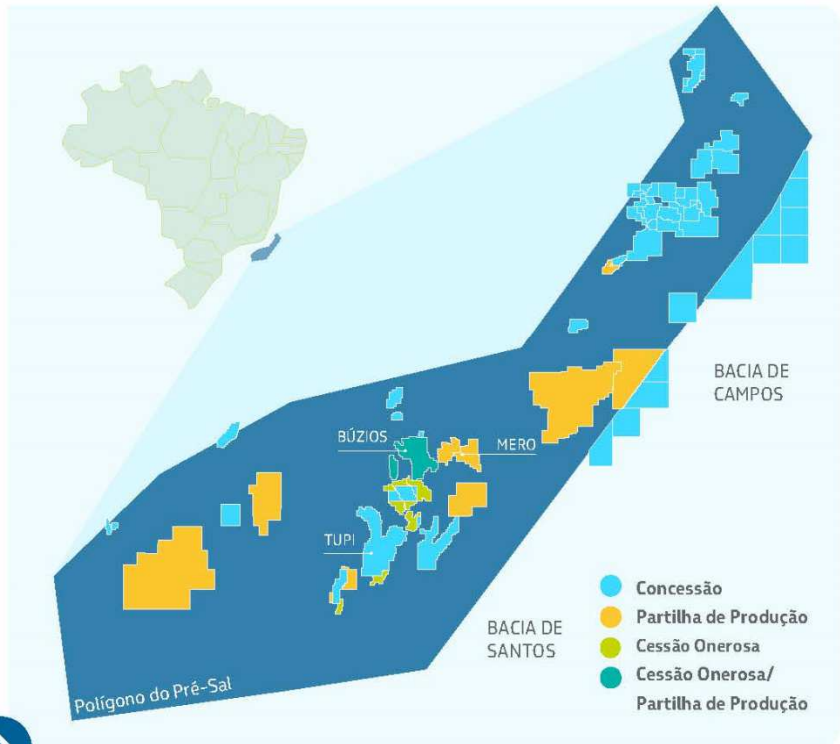 BACIA DE
CAMPOS
BÚZIOS
MERO
TUPI
BACIA DE
SANTOS
Polígono do Pré-Sal
Concessão
Partilha de Produção
Cessão Onerosa
Cessão Onerosa/
Partilha de Produção